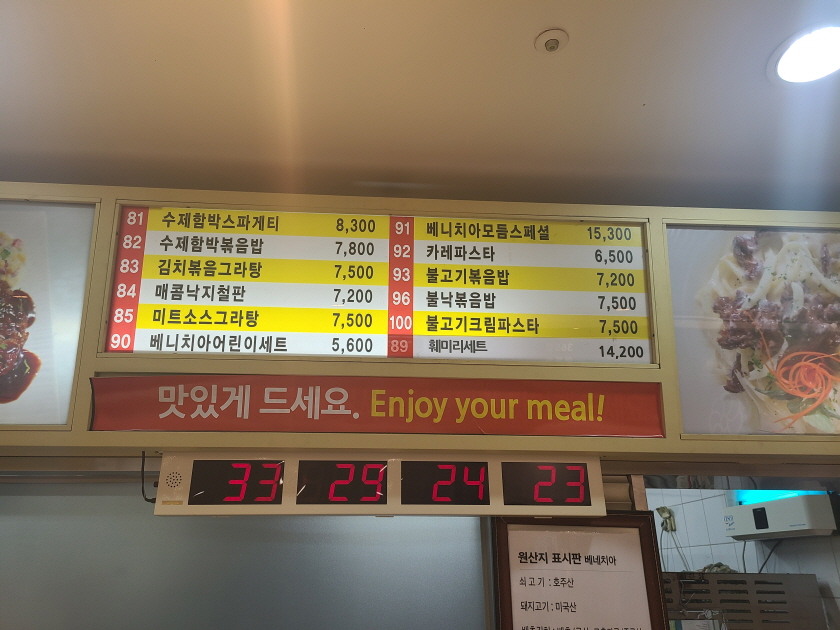 81 수제함박스파게티 8,300
82 수제함박볶음밥 7,800
83 김치볶음그라탕 7,500
84 매콤낙지철판 7,200
85 미트소스그라탕 7,500
90 베니치아어린이세트 5,600
91 베니치아모듬스페셜 15,300
92 카레파스타 6,500
93 불고기볶음밥 7,200
96 불낙볶음밥 7,500
100 불고기크림파스타 7,500
89 훼미리세트 14,200
맛있게 드세요. Enjoy your meal!
33 29 24 23
원산지 표시판 베네치아
쇠고기 : 호주산
돼지고기 : 미국산